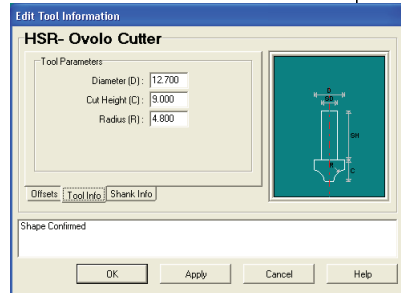 Edit Tool Information
HSR- Ovolo Cutter
Tool Parameters
Diameter (D) : 12.700
Cut Height (C) : 9.000
Radius (R) : 4.800
D
BD
SH
R
C
Offsets Tool Info Shank Info
Shape Confirmed
OK Apply Cancel Help